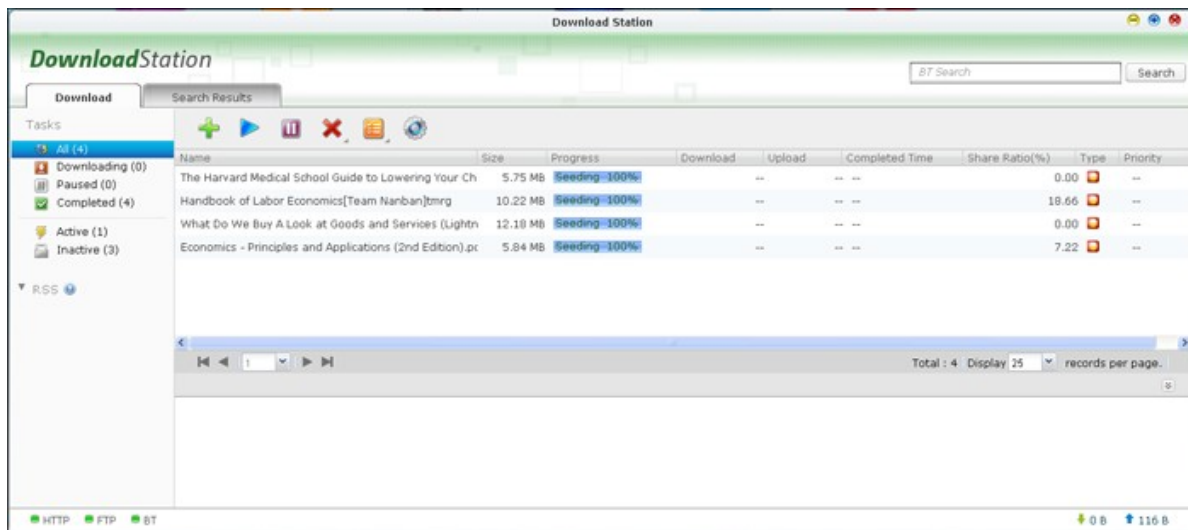 Download Station
DownloadStation
BT Search Search
Download Search Results
Tasks
All (4)
Downloading (0)
Paused (0)
Completed (4)
Active (1)
Inactive (3)
RSS
Name Size Progress Download Upload Completed Time Share Ratio(%) Type Priority
The Harvard Medical School Guide to Lowering Your Ch 5.75 MB Seeding 100% -- -- -- 0.00 --
Handbook of Labor Economics[Team Nanban]tmrg 10.22 MB Seeding 100% -- -- -- 18.66 --
What Do We Buy A Look at Goods and Services (Lightn 12.18 MB Seeding 100% -- -- -- 0.00 --
Economics - Principles and Applications (2nd Edition).pc 5.84 MB Seeding 100% -- -- -- 7.22 --
1 Total : 4 Display 25 records per page.
HTTP FTP BT 0 B 116 B